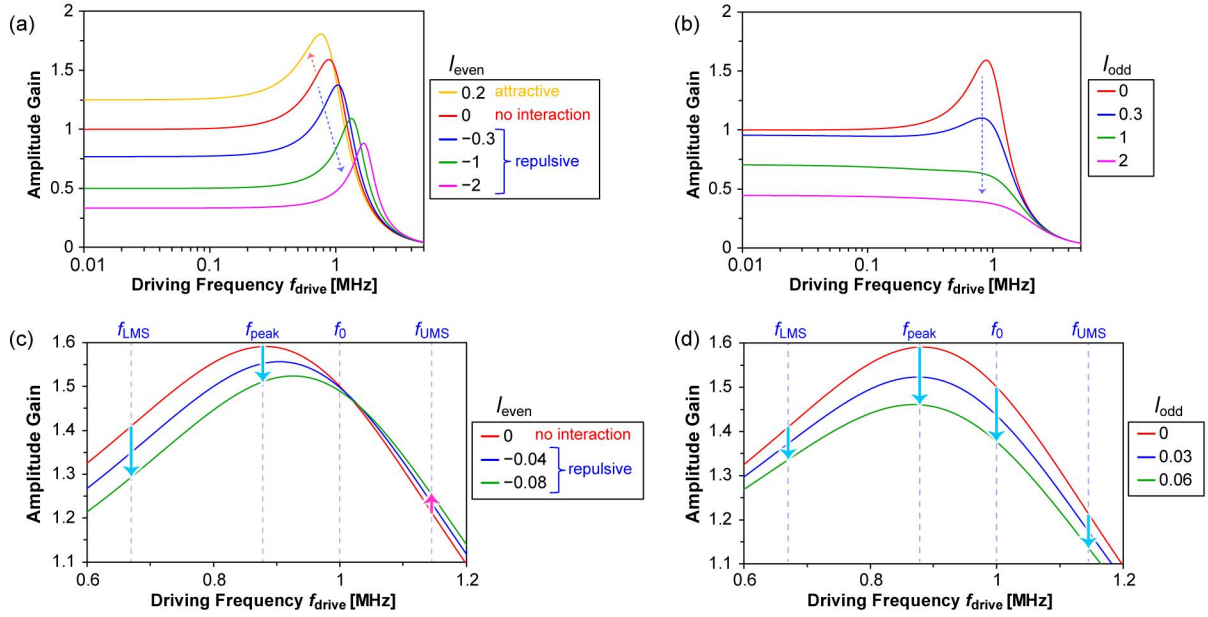 (a)
2
1.5
1
0.5
0
Amplitude Gain
0.01
0.1
1
Driving Frequency fdrive [MHz]
Ieven
0.2 attractive
0 no interaction
−0.3
−1 repulsive
−2
(b)
2
1.5
1
0.5
0
Amplitude Gain
0.01
0.1
1
Driving Frequency fdrive [MHz]
Iodd
0
0.3
1
2
(c)
fLMS
fpeak
f0
fUMS
1.6
1.5
1.4
1.3
1.2
1.1
Amplitude Gain
0.6
0.8
1
1.2
Driving Frequency fdrive [MHz]
Ieven
0 no interaction
−0.04
−0.08
repulsive
(d)
fLMS
fpeak
f0
fUMS
1.6
1.5
1.4
1.3
1.2
1.1
Amplitude Gain
0.6
0.8
1
1.2
Driving Frequency fdrive [MHz]
Iodd
0
0.03
0.06